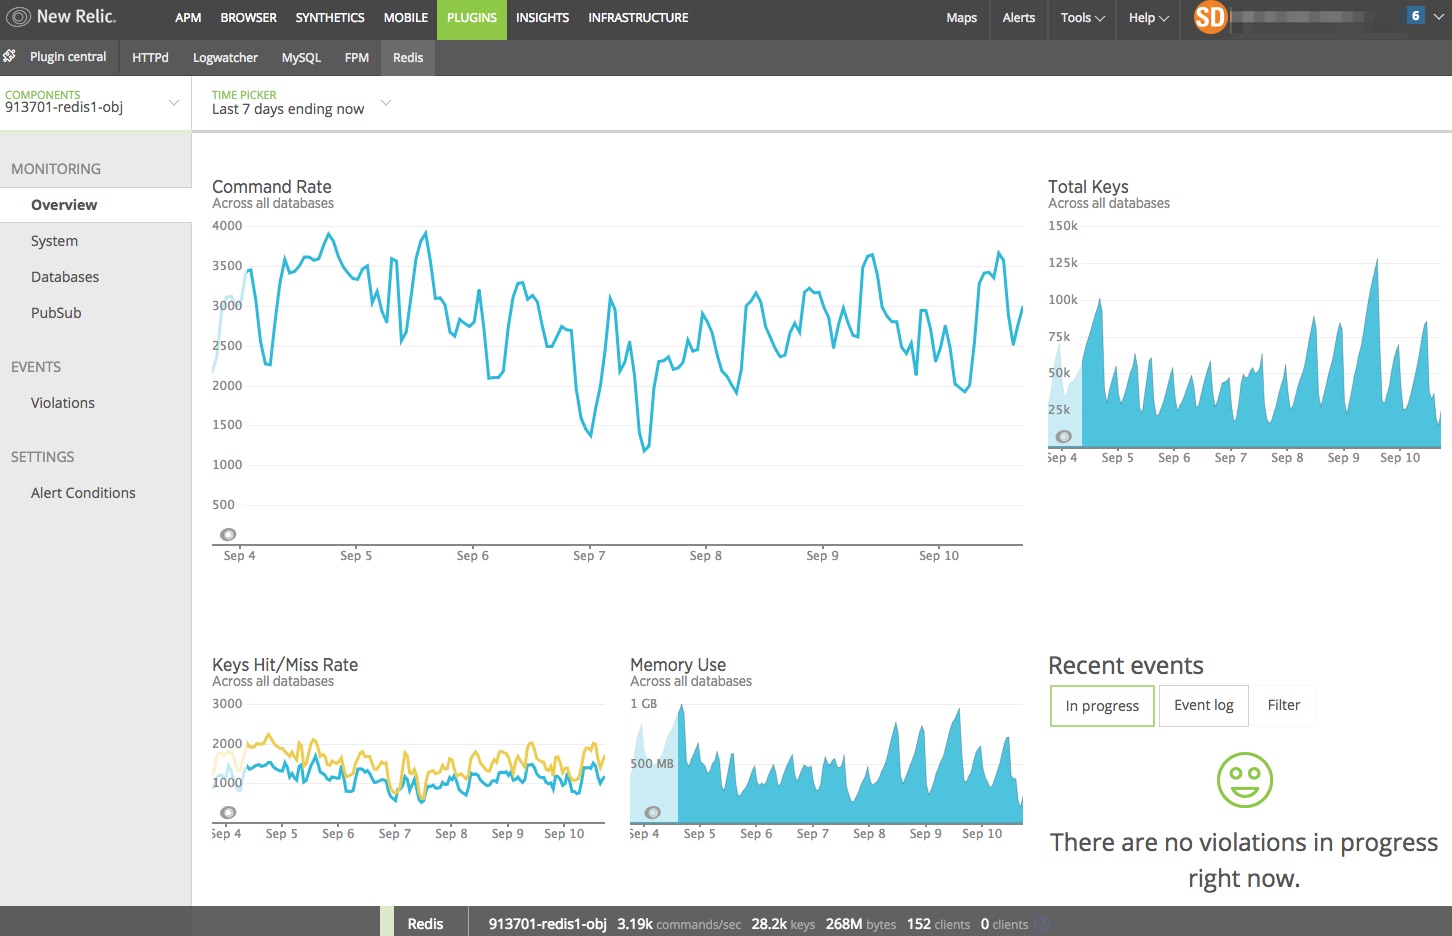 New Relic.
APM BROWSER SYNTHETICS MOBILE PLUGINS INSIGHTS INFRASTRUCTURE Maps Alerts Tools Help SD 6
Plugin central HTTPd Logwatcher MySQL FPM Redis
COMPONENTS
913701-redis1-obj
TIME PICKER
Last 7 days ending now
MONITORING
Overview
System
Databases
PubSub
EVENTS
Violations
SETTINGS
Alert Conditions
Command Rate
Across all databases
4000
3500
3000
2500
2000
1500
1000
500
Sep 4 Sep 5 Sep 6 Sep 7 Sep 8 Sep 9 Sep 10
Total Keys
Across all databases
150k
125k
100k
75k
50k
25k
Sep 4 Sep 5 Sep 6 Sep 7 Sep 8 Sep 9 Sep 10
Keys Hit/Miss Rate
Across all databases
3000
2000
1000
Sep 4 Sep 5 Sep 6 Sep 7 Sep 8 Sep 9 Sep 10
Memory Use
Across all databases
1 GB
500 MB
Sep 4 Sep 5 Sep 6 Sep 7 Sep 8 Sep 9 Sep 10
Recent events
In progress Event log Filter
There are no violations in progress
right now.
Redis 913701-redis1-obj 3.19k commands/sec 28.2k keys 268M bytes 152 clients 0 clients ?